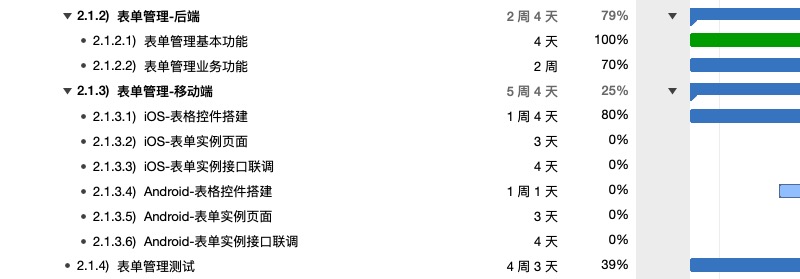 2.1.2) 表单管理-后端 2 周 4 天 79%
2.1.2.1) 表单管理基本功能 4 天 100%
2.1.2.2) 表单管理业务功能 2 周 70%
2.1.3) 表单管理-移动端 5 周 4 天 25%
2.1.3.1) iOS-表格控件搭建 1 周 4 天 80%
2.1.3.2) iOS-表单实例页面 3 天 0%
2.1.3.3) iOS-表单实例接口联调 4 天 0%
2.1.3.4) Android-表格控件搭建 1 周 1 天 0%
2.1.3.5) Android-表单实例页面 3 天 0%
2.1.3.6) Android-表单实例接口联调 4 天 0%
2.1.4) 表单管理测试 4 周 3 天 39%